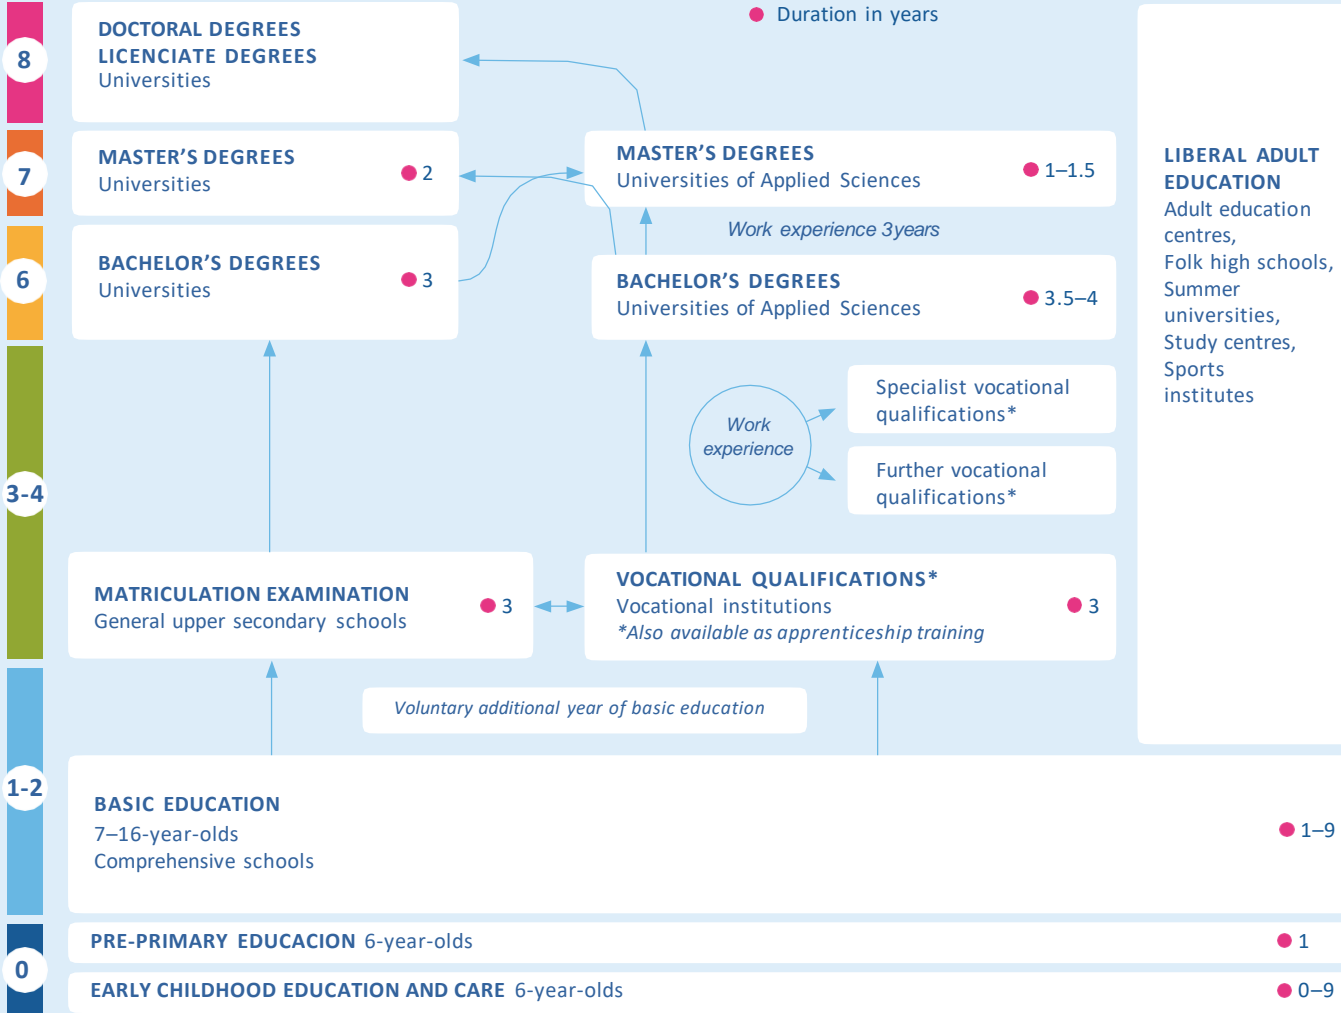 Duration in years
8
DOCTORAL DEGREES
LICENCIATE DEGREES
Universities
7
MASTER'S DEGREES
Universities
2
MASTER'S DEGREES
Universities of Applied Sciences
1–1.5
Work experience 3years
6
BACHELOR'S DEGREES
Universities
3
BACHELOR'S DEGREES
Universities of Applied Sciences
3.5–4
LIBERAL ADULT
EDUCATION
Adult education
centres,
Folk high schools,
Summer
universities,
Study centres,
Sports
institutes
3-4
Work
experience
Specialist vocational
qualifications*
Further vocational
qualifications*
MATRICULATION EXAMINATION
General upper secondary schools
3
VOCATIONAL QUALIFICATIONS*
Vocational institutions
*Also available as apprenticeship training
3
Voluntary additional year of basic education
1-2
BASIC EDUCATION
7–16-year-olds
Comprehensive schools
1–9
0
PRE-PRIMARY EDUCACION 6-year-olds
1
EARLY CHILDHOOD EDUCATION AND CARE 6-year-olds
0–9